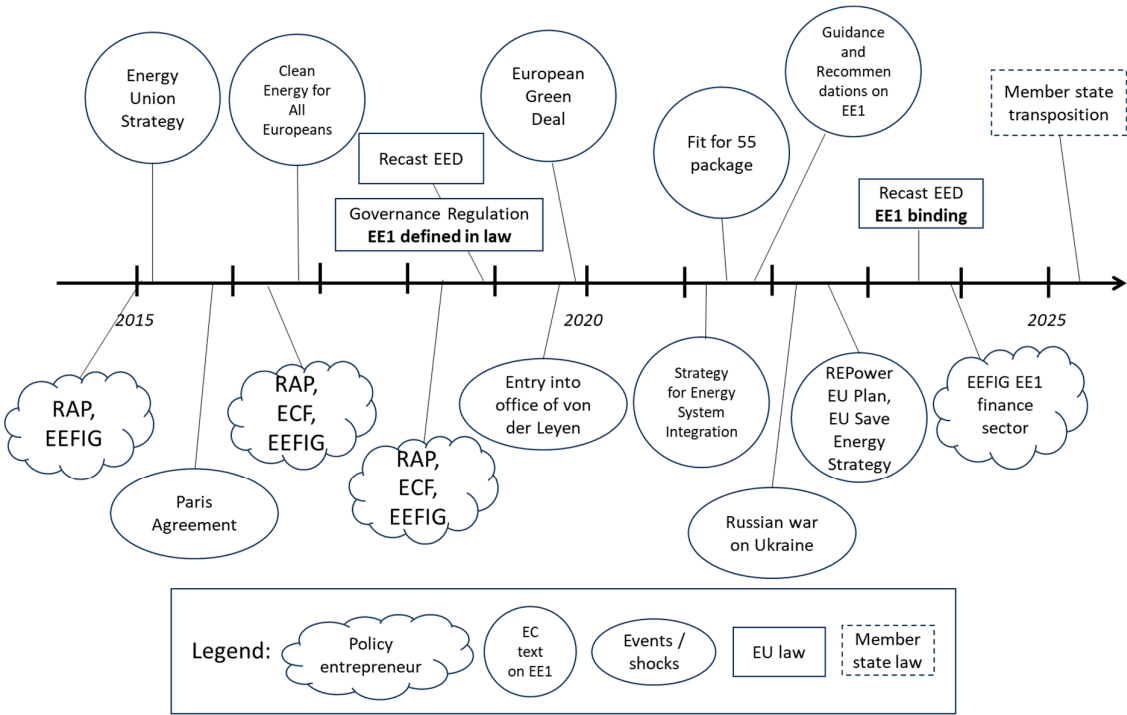 Energy
Union
Strategy
Clean
Energy for
All
Europeans
Recast EED
Governance Regulation
EE1 defined in law
European
Green
Deal
Fit for 55
package
Guidance
and
Recommen
dations on
EE1
Recast EED
EE1 binding
Member state
transposition
2015
2020
2025
RAP,
EEFIG
Paris
Agreement
RAP,
ECF,
EEFIG
RAP,
ECF,
EEFIG
Entry into
office of von
der Leyen
Strategy
for Energy
System
Integration
Russian war
on Ukraine
REPower
EU Plan,
EU Save
Energy
Strategy
EEFIG EE1
finance
sector
Legend:
Policy
entrepreneur
EC
text
on EE1
Events /
shocks
EU law
Member
state law